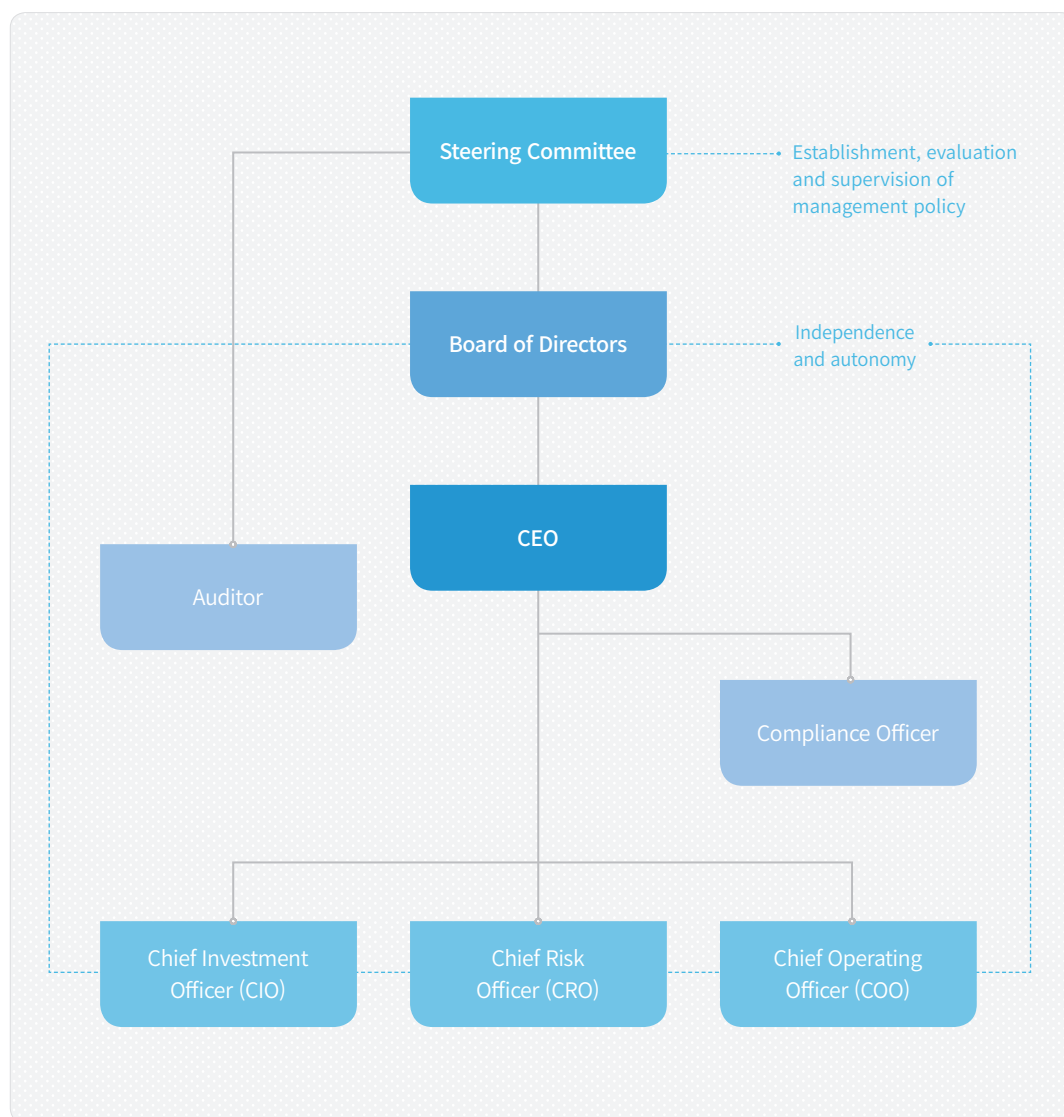 Steering Committee
Establishment, evaluation
and supervision of
management policy
Board of Directors
Independence
and autonomy
CEO
Auditor
Compliance Officer
Chief Investment
Officer (CIO)
Chief Risk
Officer (CRO)
Chief Operating
Officer (COO)